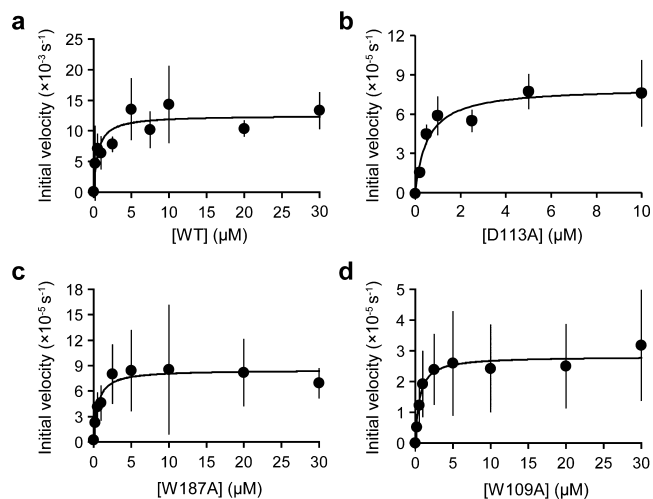 a
Initial velocity (×10⁻³ s⁻¹)
25
20
15
10
5
0
0 5 10 15 20 25 30
[WT] (μM)
b
Initial velocity (×10⁻⁵ s⁻¹)
12
9
6
3
0
0 2 4 6 8 10
[D113A] (μM)
c
Initial velocity (×10⁻⁵ s⁻¹)
18
15
12
9
6
3
0
0 5 10 15 20 25 30
[W187A] (μM)
d
Initial velocity (×10⁻⁵ s⁻¹)
5
4
3
2
1
0
0 5 10 15 20 25 30
[W109A] (μM)